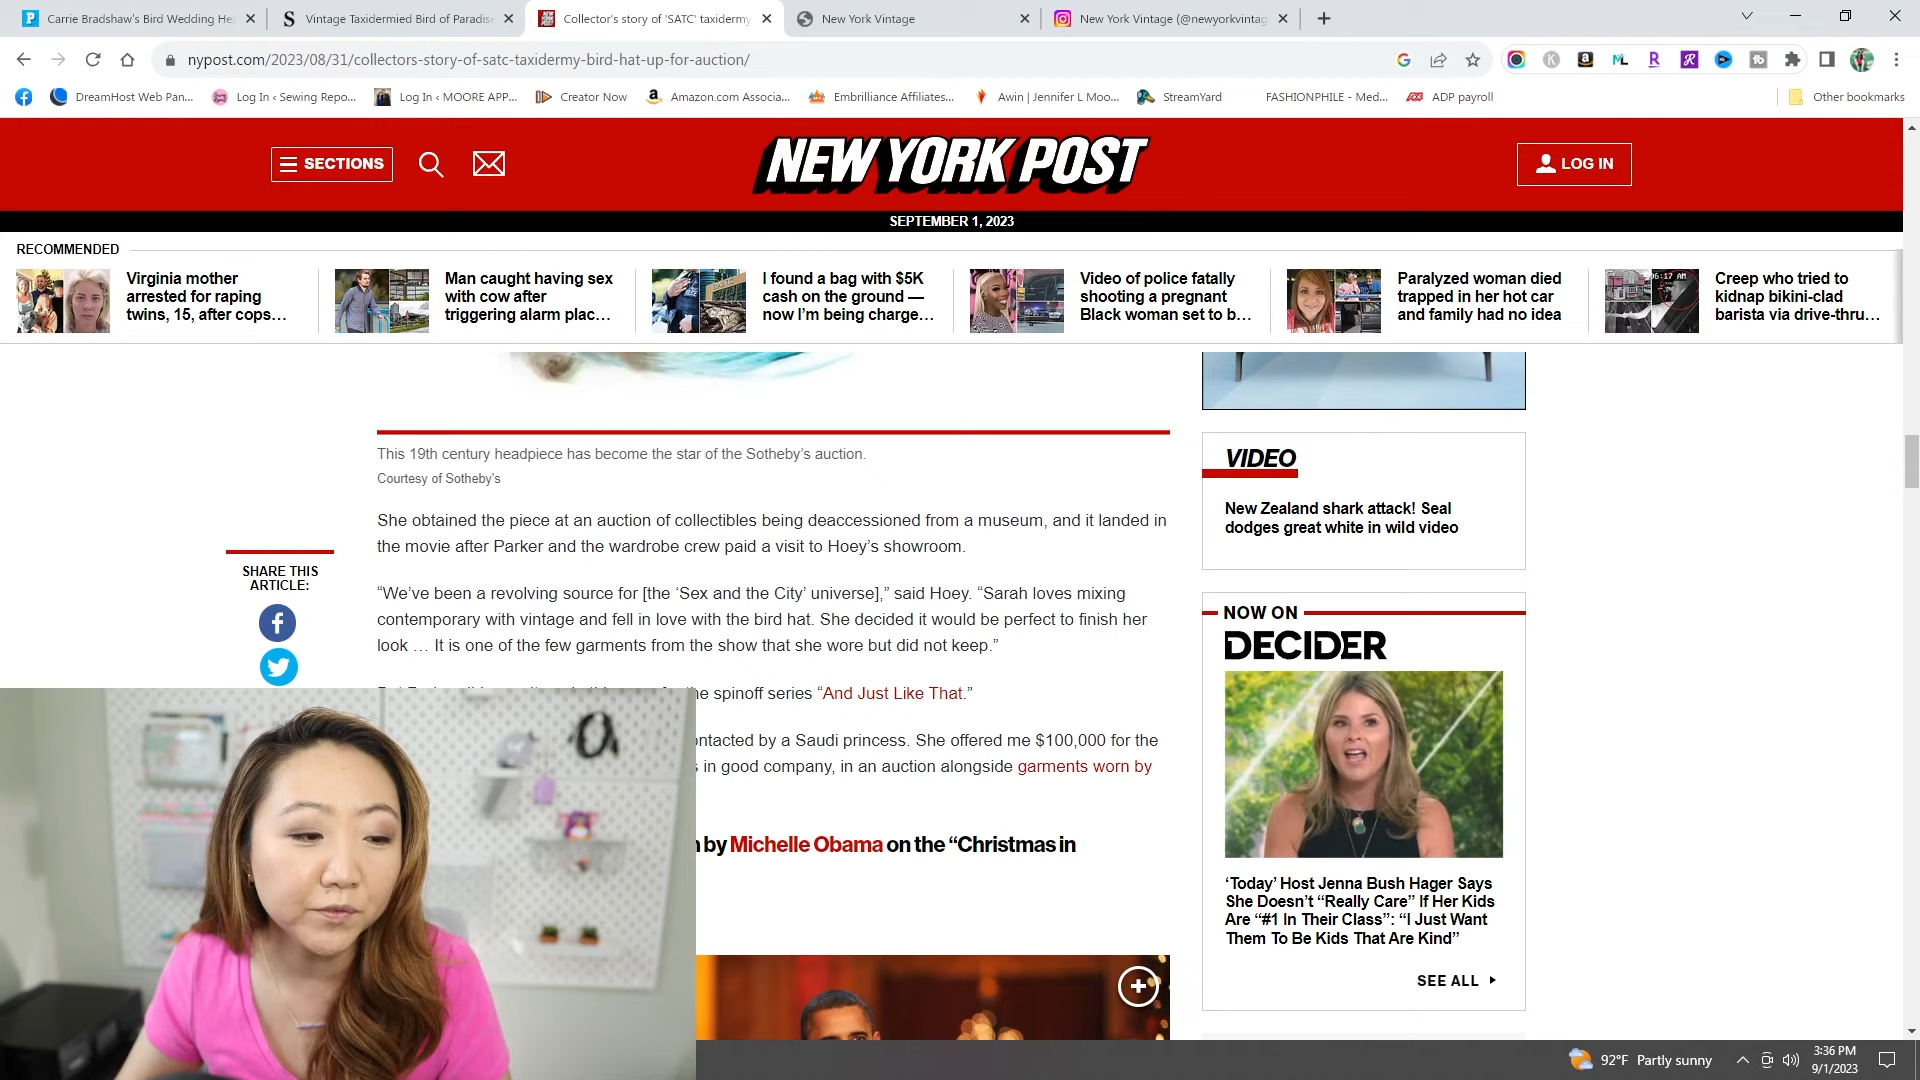 Carrie Bradshaw's Bird Wedding He
Vintage Taxidermied Bird of Paradise
Collector's story of 'SATC' taxidermy
New York Vintage
New York Vintage (@newyorkvintag
nypost.com/2023/08/31/collectors-story-of-satc-taxidermy-bird-hat-up-for-auction/
DreamHost Web Pan...
Log In ‹ Sewing Repo...
Log In ‹ MOORE APP...
Creator Now
Amazon.com Associa...
Embrilliance Affiliates...
Awin | Jennifer L Moo...
StreamYard
FASHIONPHILE - Med...
ADP payroll
Other bookmarks
SECTIONS
NEW YORK POST
LOG IN
SEPTEMBER 1, 2023
RECOMMENDED
Virginia mother
arrested for raping
twins, 15, after cops...
Man caught having sex
with cow after
triggering alarm plac...
I found a bag with $5K
cash on the ground —
now I'm being charge...
Video of police fatally
shooting a pregnant
Black woman set to b...
Paralyzed woman died
trapped in her hot car
and family had no idea
Creep who tried to
kidnap bikini-clad
barista via drive-thru...
This 19th century headpiece has become the star of the Sotheby's auction.
Courtesy of Sotheby's
She obtained the piece at an auction of collectibles being deaccessioned from a museum, and it landed in
the movie after Parker and the wardrobe crew paid a visit to Hoey's showroom.
“We've been a revolving source for [the ‘Sex and the City’ universe],” said Hoey. “Sarah loves mixing
contemporary with vintage and fell in love with the bird hat. She decided it would be perfect to finish her
look … It is one of the few garments from the show that she wore but did not keep.”
spinoff series “And Just Like That.”
by a Saudi princess. She offered me $100,000 for the
in good company, in an auction alongside garments worn by
by Michelle Obama on the “Christmas in
SHARE THIS
ARTICLE:
VIDEO
New Zealand shark attack! Seal
dodges great white in wild video
NOW ON
DECIDER
‘Today’ Host Jenna Bush Hager Says
She Doesn't “Really Care” If Her Kids
Are “#1 In Their Class”: “I Just Want
Them To Be Kids That Are Kind”
SEE ALL
92°F Partly sunny
3:36 PM
9/1/2023